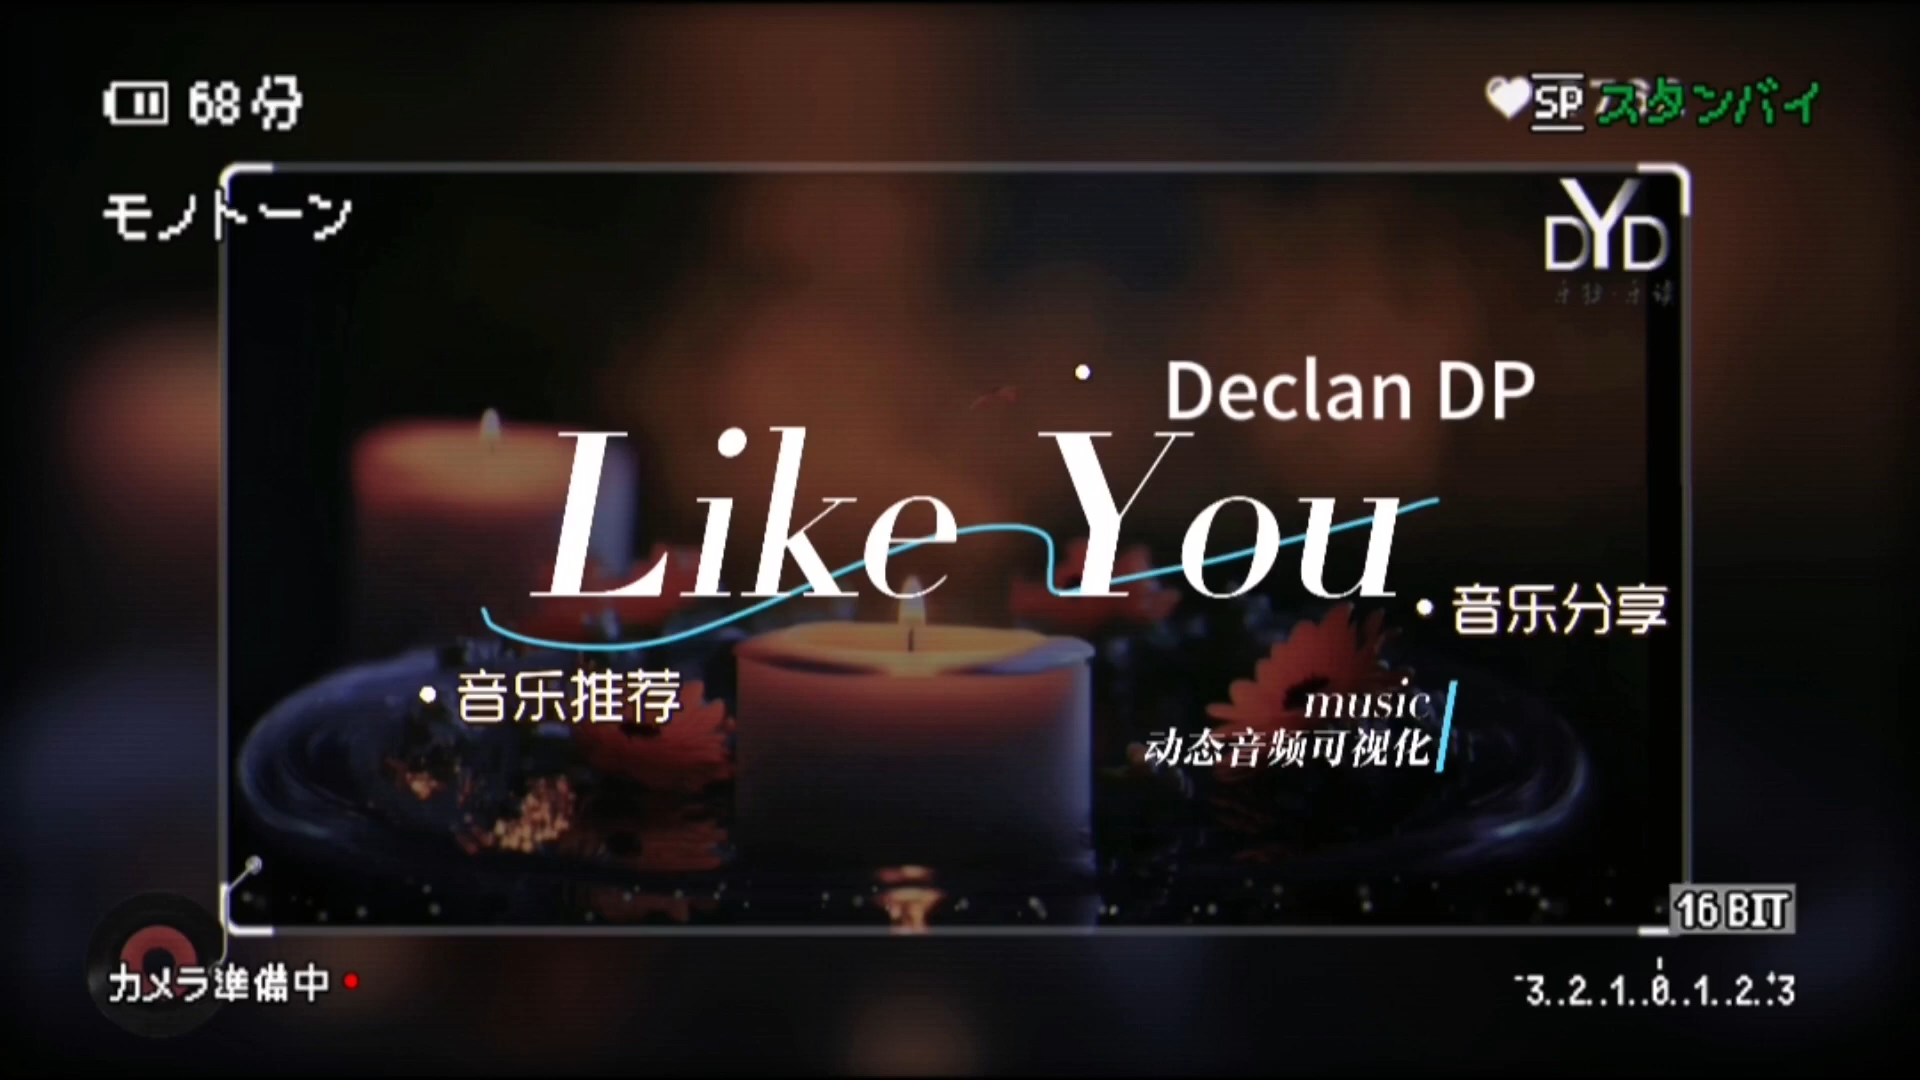 68分
SP スタンバイ
モノトーン
DYD
Declan DP
Like You
音乐分享
音乐推荐
music
动态音频可视化
16 BIT
カメラ準備中
-3..2..1..0..1..2..+3